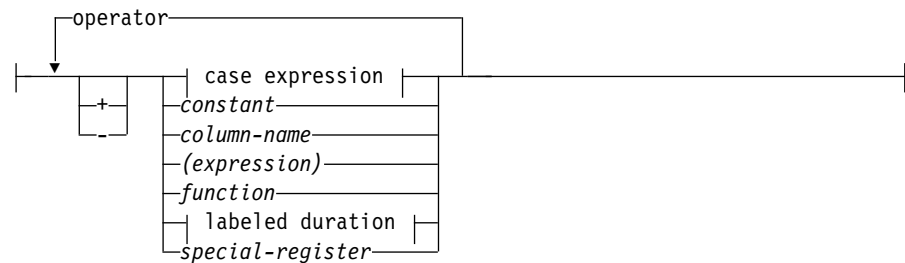 operator
case expression
+
constant
-
column-name
(expression)
function
labeled duration
special-register